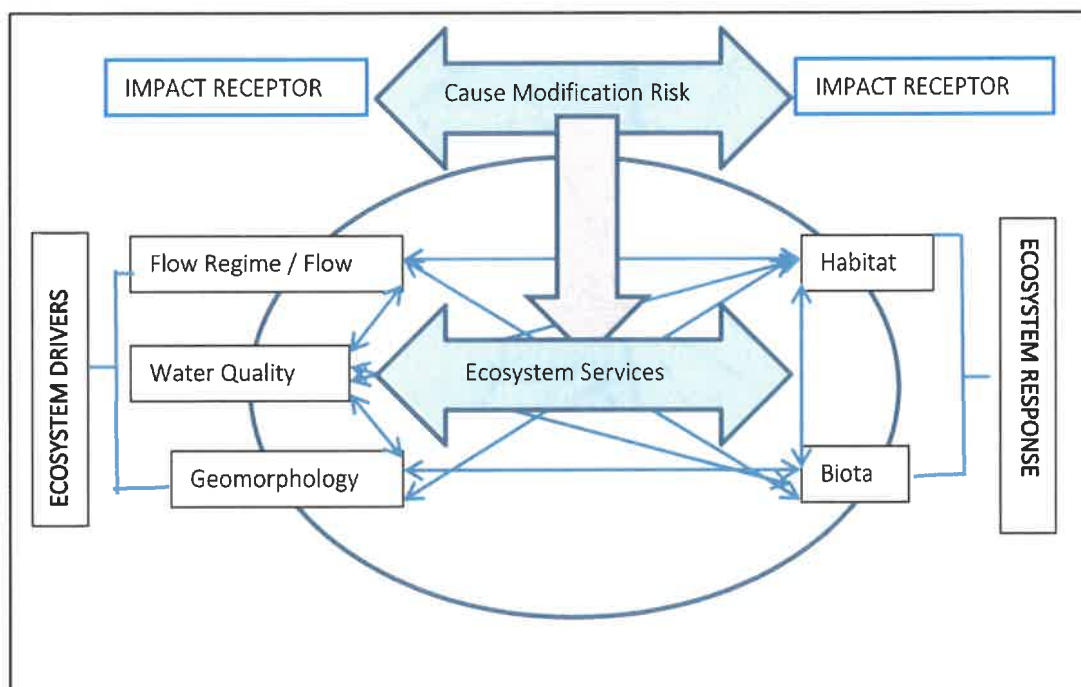 IMPACT RECEPTOR
Cause Modification Risk
IMPACT RECEPTOR
ECOSYSTEM DRIVERS
Flow Regime / Flow
Water Quality
Geomorphology
Ecosystem Services
Habitat
Biota
ECOSYSTEM RESPONSE